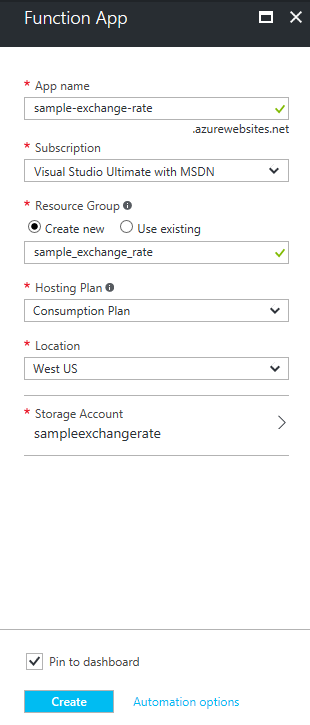 Function App
* App name
sample-exchange-rate
.azurewebsites.net
* Subscription
Visual Studio Ultimate with MSDN
* Resource Group
Create new Use existing
sample_exchange_rate
* Hosting Plan
Consumption Plan
* Location
West US
* Storage Account
sampleexchangerate
Pin to dashboard
Create Automation options